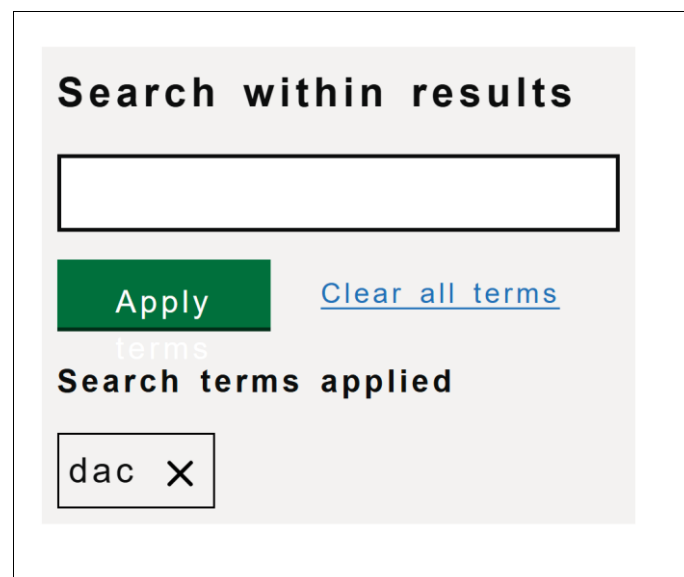 Search within results
Apply
terms
Clear all terms
Search terms applied
dac